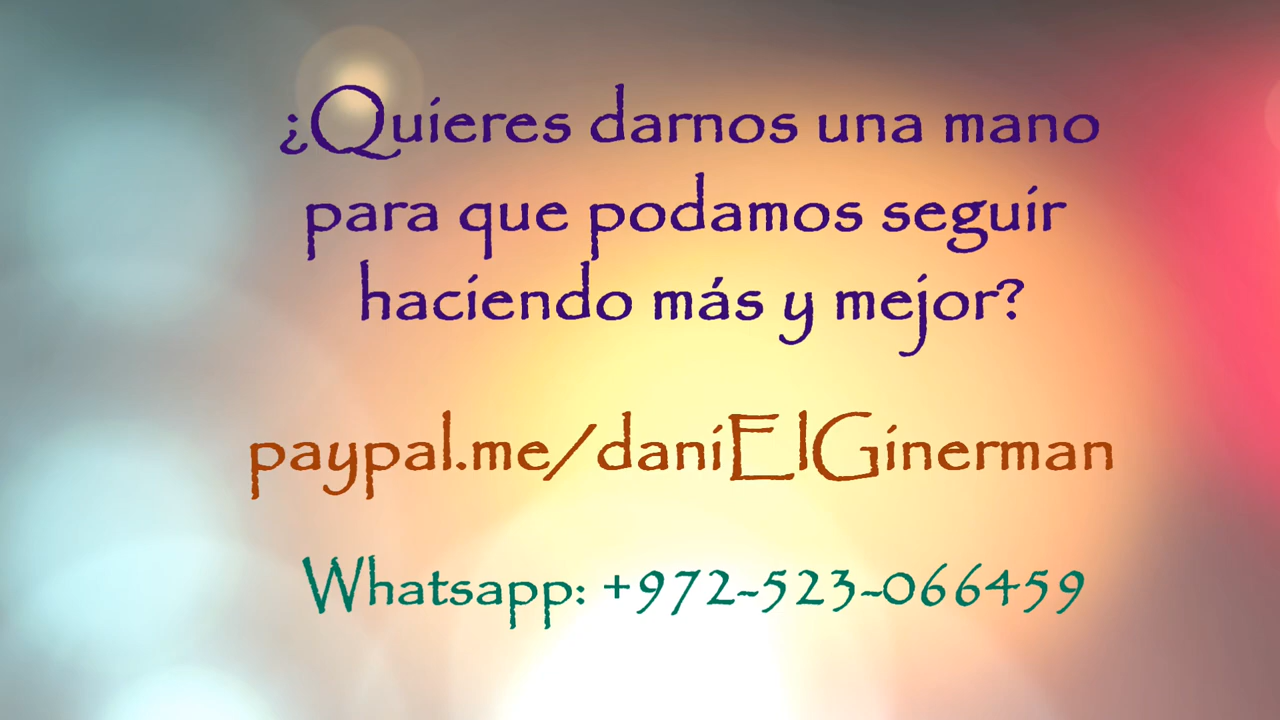 ¿Quieres darnos una mano
para que podamos seguir
haciendo más y mejor?
paypal.me/daniElGinerman
Whatsapp: +972-523-066459